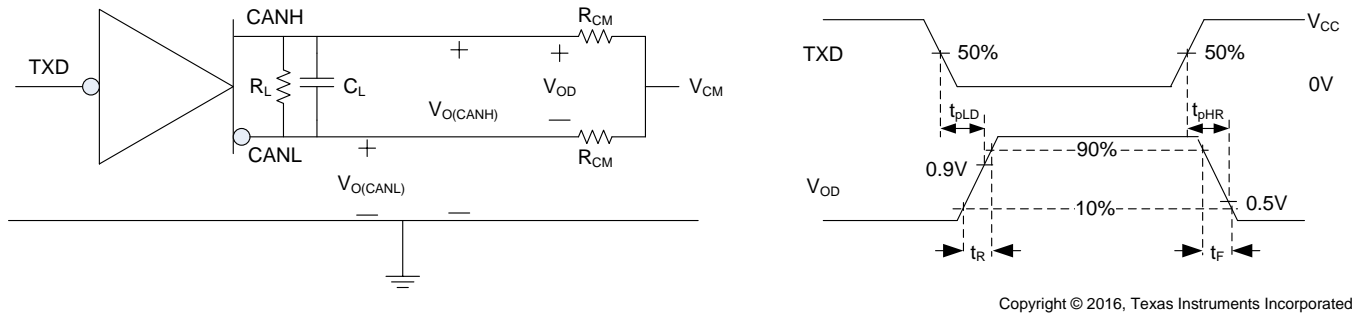 CANH
R_CM
TXD
R_L
C_L
+
+
V_OD
V_CM
V_O(CANH)
—
CANL
+
R_CM
V_O(CANL)
—
—
TXD
50%
50%
V_CC
0V
t_pLD
t_pHR
90%
0.9V
V_OD
10%
0.5V
t_R
t_F
Copyright © 2016, Texas Instruments Incorporated